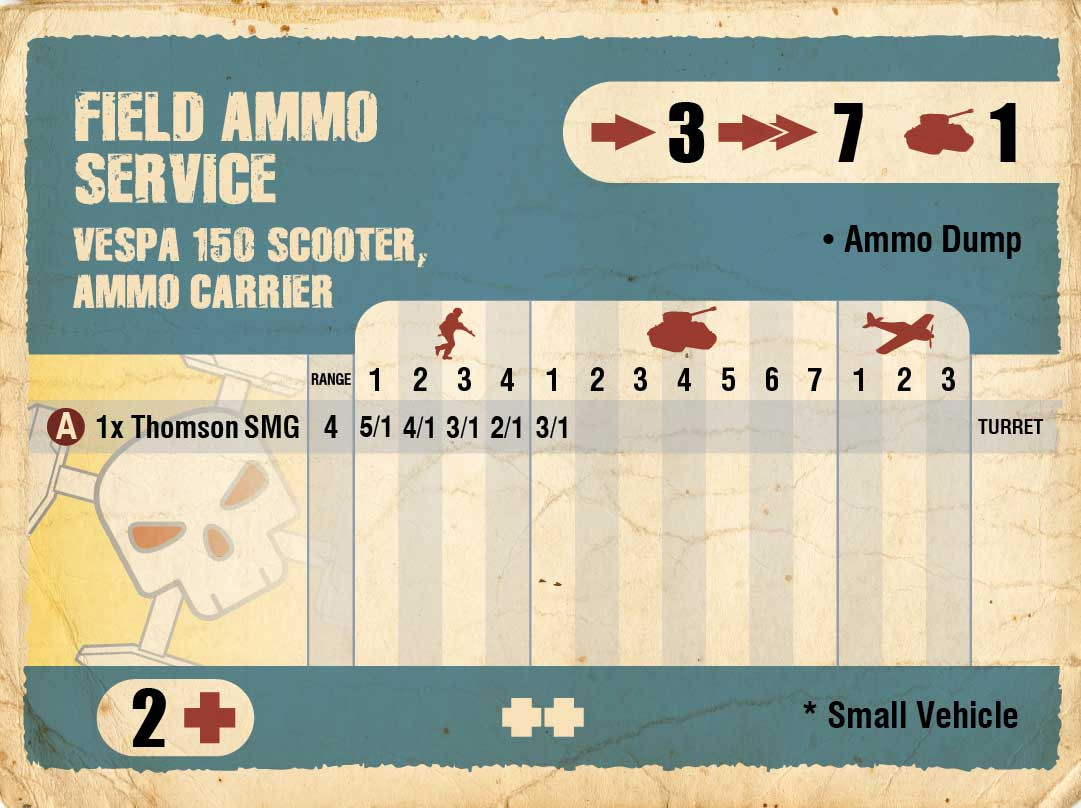 FIELD AMMO
SERVICE
VESPA 150 SCOOTER,
AMMO CARRIER
3 7 1
• Ammo Dump
RANGE 1 2 3 4 1 2 3 4 5 6 7 1 2 3
A 1x Thomson SMG 4 5/1 4/1 3/1 2/1 3/1 TURRET
2
* Small Vehicle